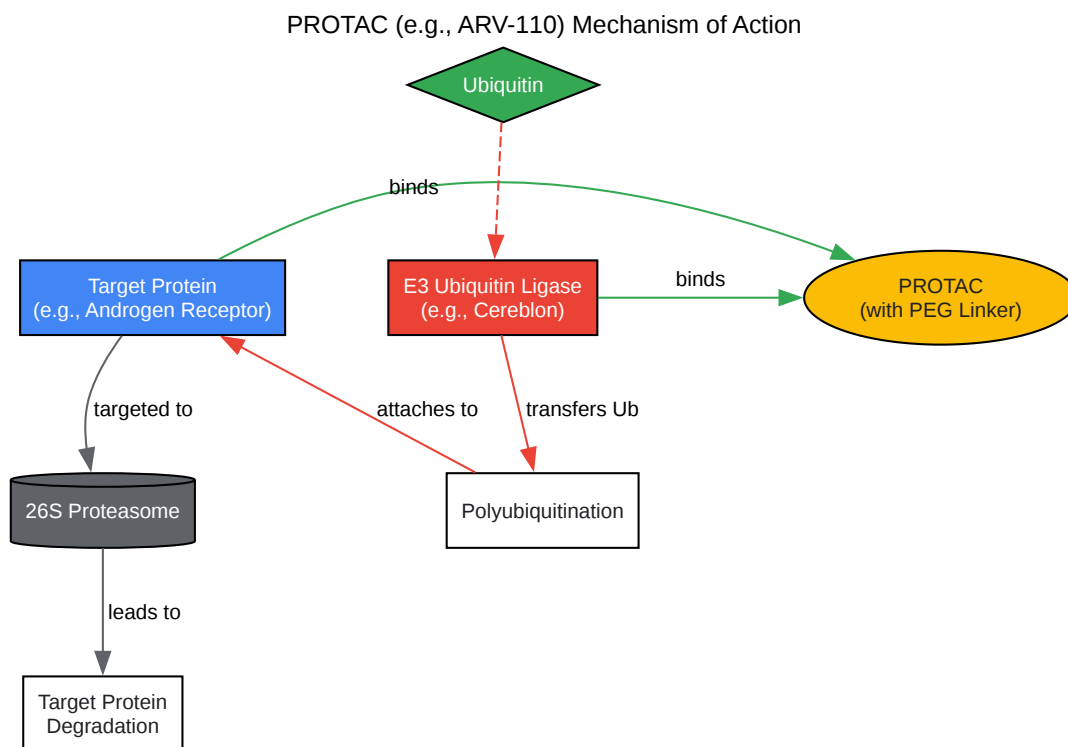 PROTAC (e.g., ARV-110) Mechanism of Action
Ubiquitin
binds
Target Protein
(e.g., Androgen Receptor)
E3 Ubiquitin Ligase
(e.g., Cereblon)
binds
PROTAC
(with PEG Linker)
targeted to
attaches to
transfers Ub
26S Proteasome
Polyubiquitination
leads to
Target Protein
Degradation